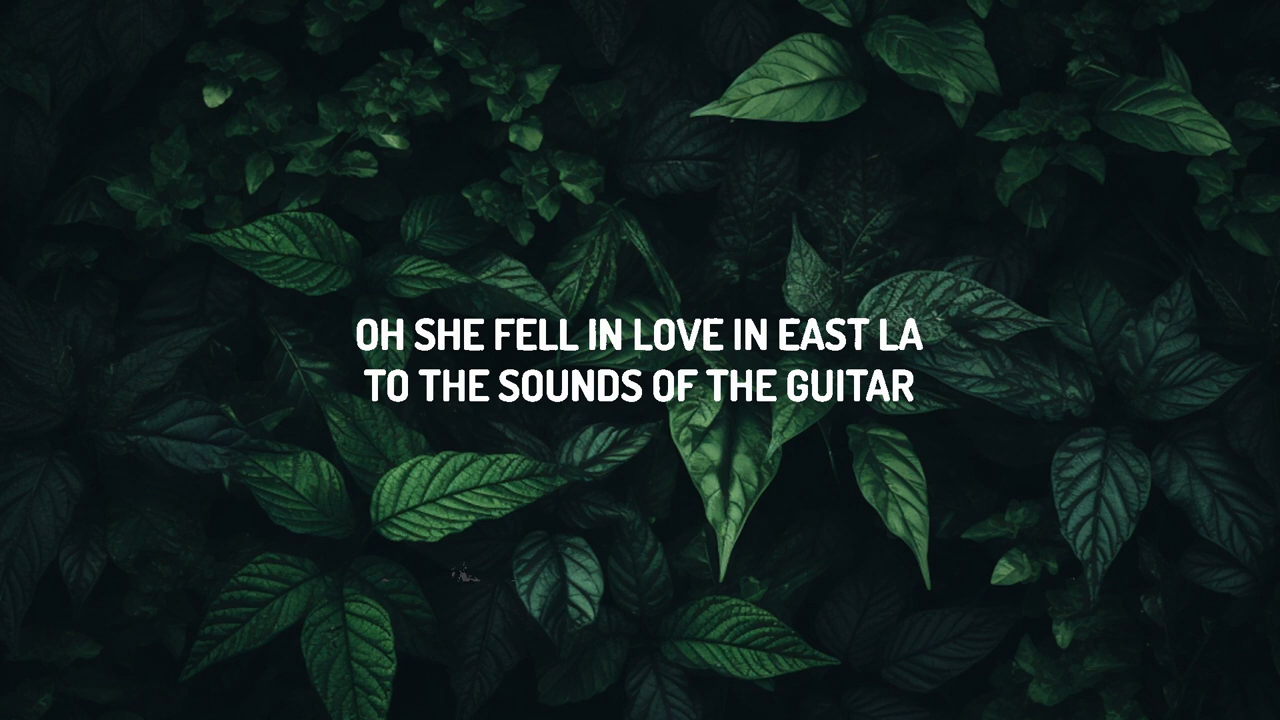 OH SHE FELL IN LOVE IN EAST LA
TO THE SOUNDS OF THE GUITAR